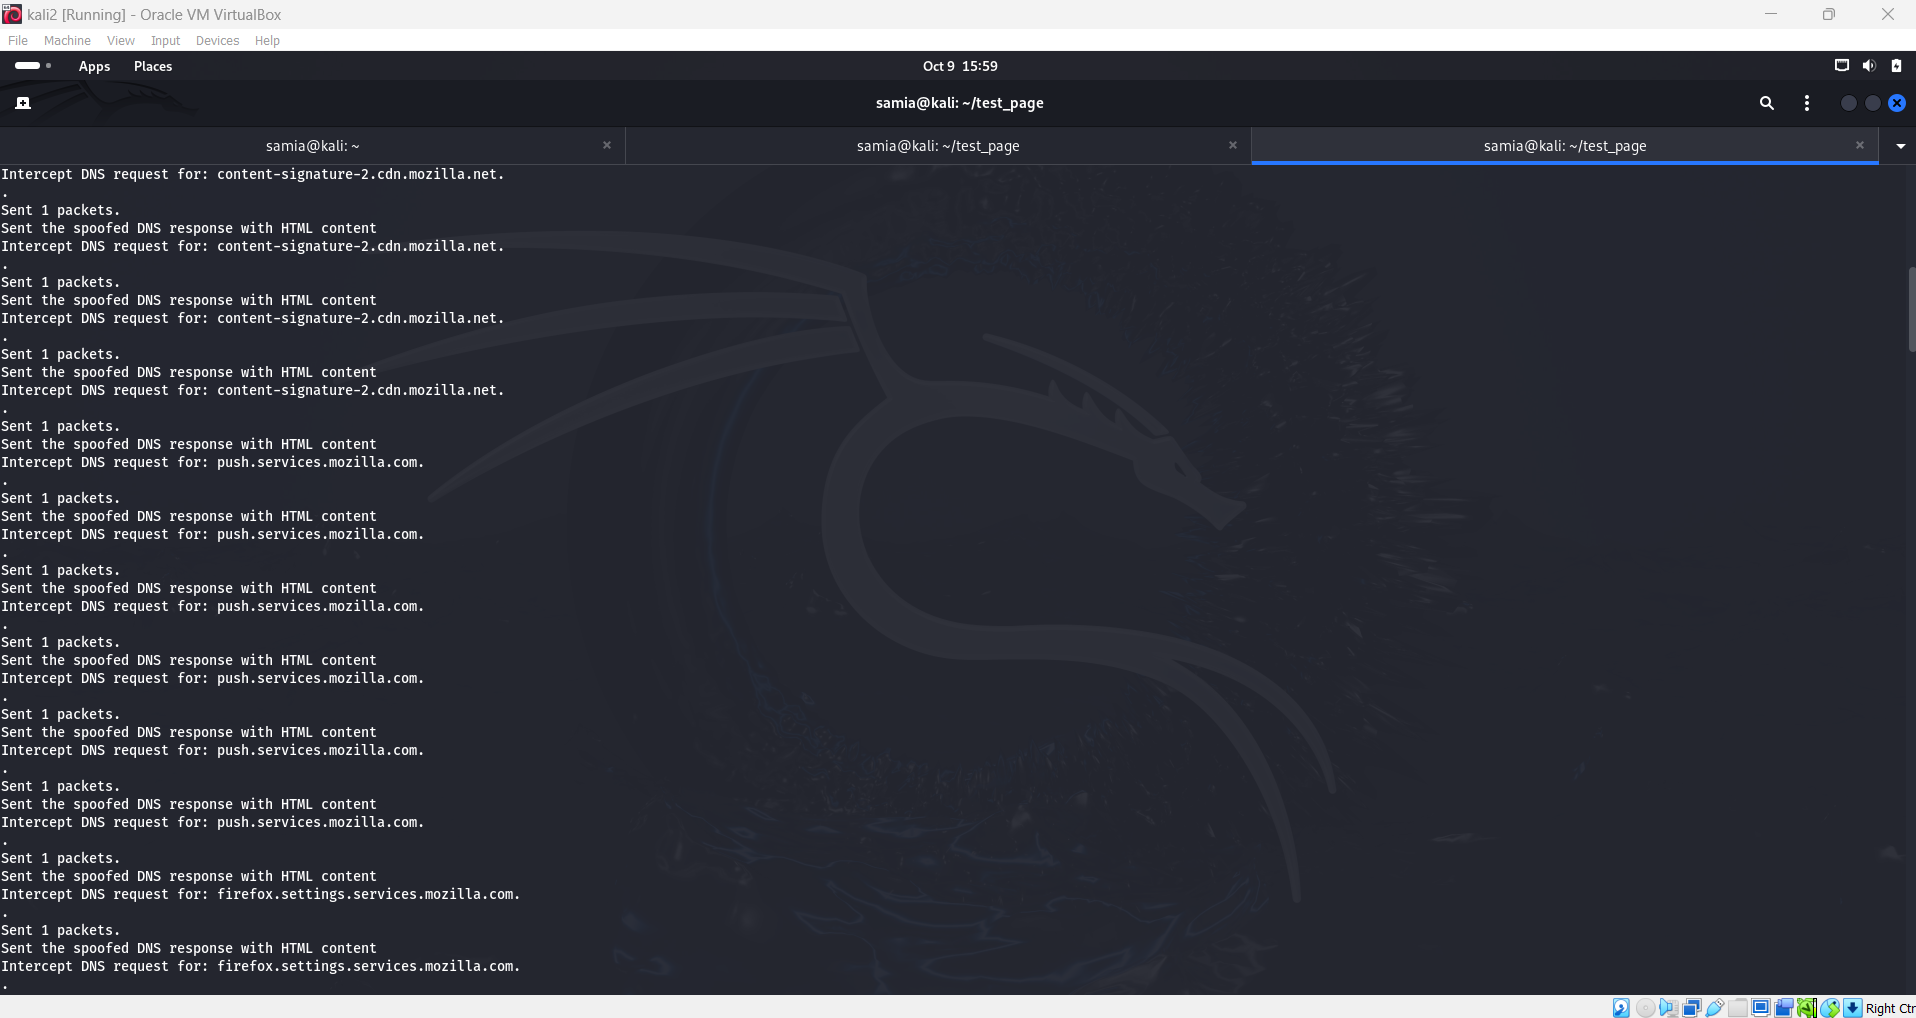 kali2 [Running] - Oracle VM VirtualBox
File Machine View Input Devices Help
Apps Places Oct 9 15:59
samia@kali: ~/test_page
samia@kali: ~ × samia@kali: ~/test_page × samia@kali: ~/test_page ×
Intercept DNS request for: content-signature-2.cdn.mozilla.net.
.
Sent 1 packets.
Sent the spoofed DNS response with HTML content
Intercept DNS request for: content-signature-2.cdn.mozilla.net.
.
Sent 1 packets.
Sent the spoofed DNS response with HTML content
Intercept DNS request for: content-signature-2.cdn.mozilla.net.
.
Sent 1 packets.
Sent the spoofed DNS response with HTML content
Intercept DNS request for: content-signature-2.cdn.mozilla.net.
.
Sent 1 packets.
Sent the spoofed DNS response with HTML content
Intercept DNS request for: push.services.mozilla.com.
.
Sent 1 packets.
Sent the spoofed DNS response with HTML content
Intercept DNS request for: push.services.mozilla.com.
.
Sent 1 packets.
Sent the spoofed DNS response with HTML content
Intercept DNS request for: push.services.mozilla.com.
.
Sent 1 packets.
Sent the spoofed DNS response with HTML content
Intercept DNS request for: push.services.mozilla.com.
.
Sent 1 packets.
Sent the spoofed DNS response with HTML content
Intercept DNS request for: push.services.mozilla.com.
.
Sent 1 packets.
Sent the spoofed DNS response with HTML content
Intercept DNS request for: push.services.mozilla.com.
.
Sent 1 packets.
Sent the spoofed DNS response with HTML content
Intercept DNS request for: firefox.settings.services.mozilla.com.
.
Sent 1 packets.
Sent the spoofed DNS response with HTML content
Intercept DNS request for: firefox.settings.services.mozilla.com.
.
Right Ctr